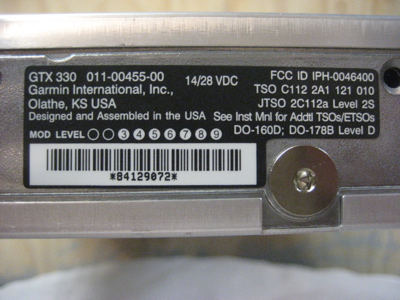 GTX 330 011-00455-00 14/28 VDC FCC ID IPH-0046400
Garmin International, Inc., TSO C112 2A1 121 010
Olathe, KS USA JTSO 2C112a Level 2S
Designed and Assembled in the USA See Inst Mnl for Addtl TSOs/ETSOs
MOD LEVEL 3 4 5 6 7 8 9 DO-160D; DO-178B Level D
*84129072*